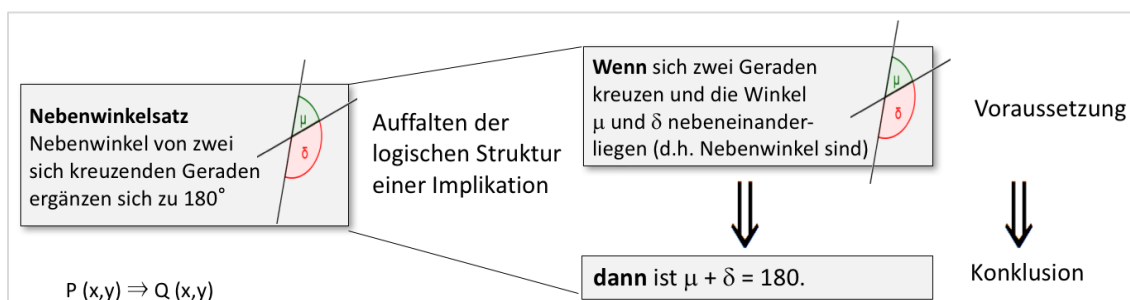 Nebenwinkelsatz
Nebenwinkel von zwei
sich kreuzenden Geraden
ergänzen sich zu 180°
μ
δ
P (x,y) ⇒ Q (x,y)
Auffalten der
logischen Struktur
einer Implikation
Wenn sich zwei Geraden
kreuzen und die Winkel
μ und δ nebeneinander-
liegen (d.h. Nebenwinkel sind)
μ
δ
Voraussetzung
dann ist μ + δ = 180.
Konklusion